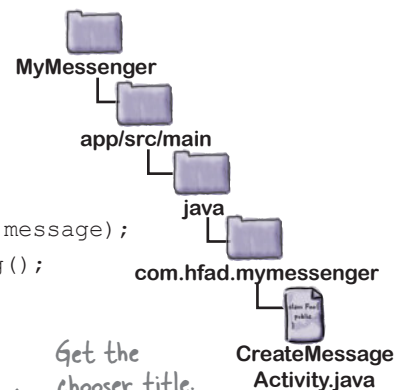 MyMessenger
app/src/main
java
message);
g();
com.hfad.mymessenger
Get the
chooser title.
CreateMessage
Activity.java